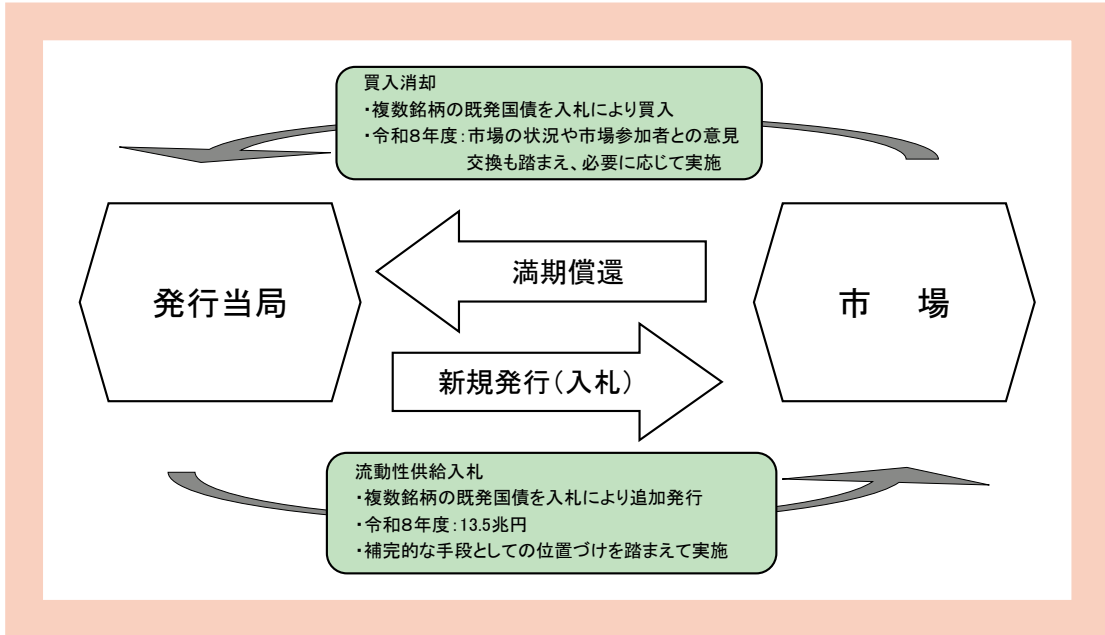 買入消却
・複数銘柄の既発国債を入札により買入
・令和8年度：市場の状況や市場参加者との意見
交換も踏まえ、必要に応じて実施
満期償還
発行当局
市　場
新規発行（入札）
流動性供給入札
・複数銘柄の既発国債を入札により追加発行
・令和8年度：13.5兆円
・補完的な手段としての位置づけを踏まえて実施